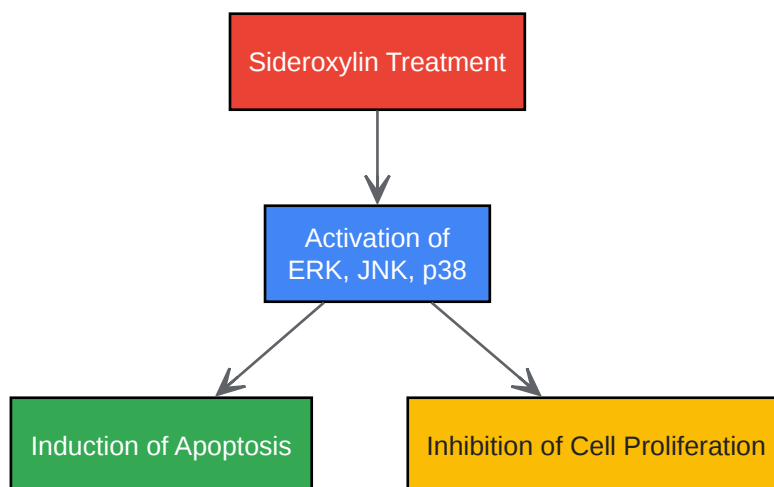 Sideroxylin Treatment
Activation of
ERK, JNK, p38
Induction of Apoptosis
Inhibition of Cell Proliferation